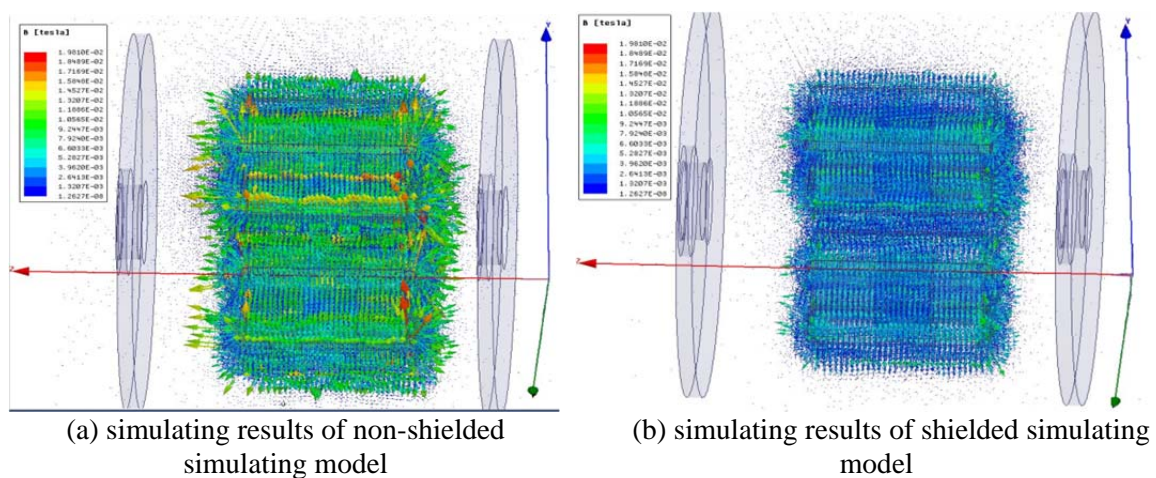 B [tesla]
1.9810E-02
1.8489E-02
1.7169E-02
1.5848E-02
1.4527E-02
1.3207E-02
1.1886E-02
1.0565E-02
9.2447E-03
7.9240E-03
6.6033E-03
5.2827E-03
3.9620E-03
2.6413E-03
1.3207E-03
1.2627E-08
Y
Z
(a) simulating results of non-shielded
simulating model
B [tesla]
1.9810E-02
1.8489E-02
1.7169E-02
1.5848E-02
1.4527E-02
1.3207E-02
1.1886E-02
1.0565E-02
9.2447E-03
7.9240E-03
6.6033E-03
5.2827E-03
3.9620E-03
2.6413E-03
1.3207E-03
1.2627E-08
Y
Z
(b) simulating results of shielded simulating
model